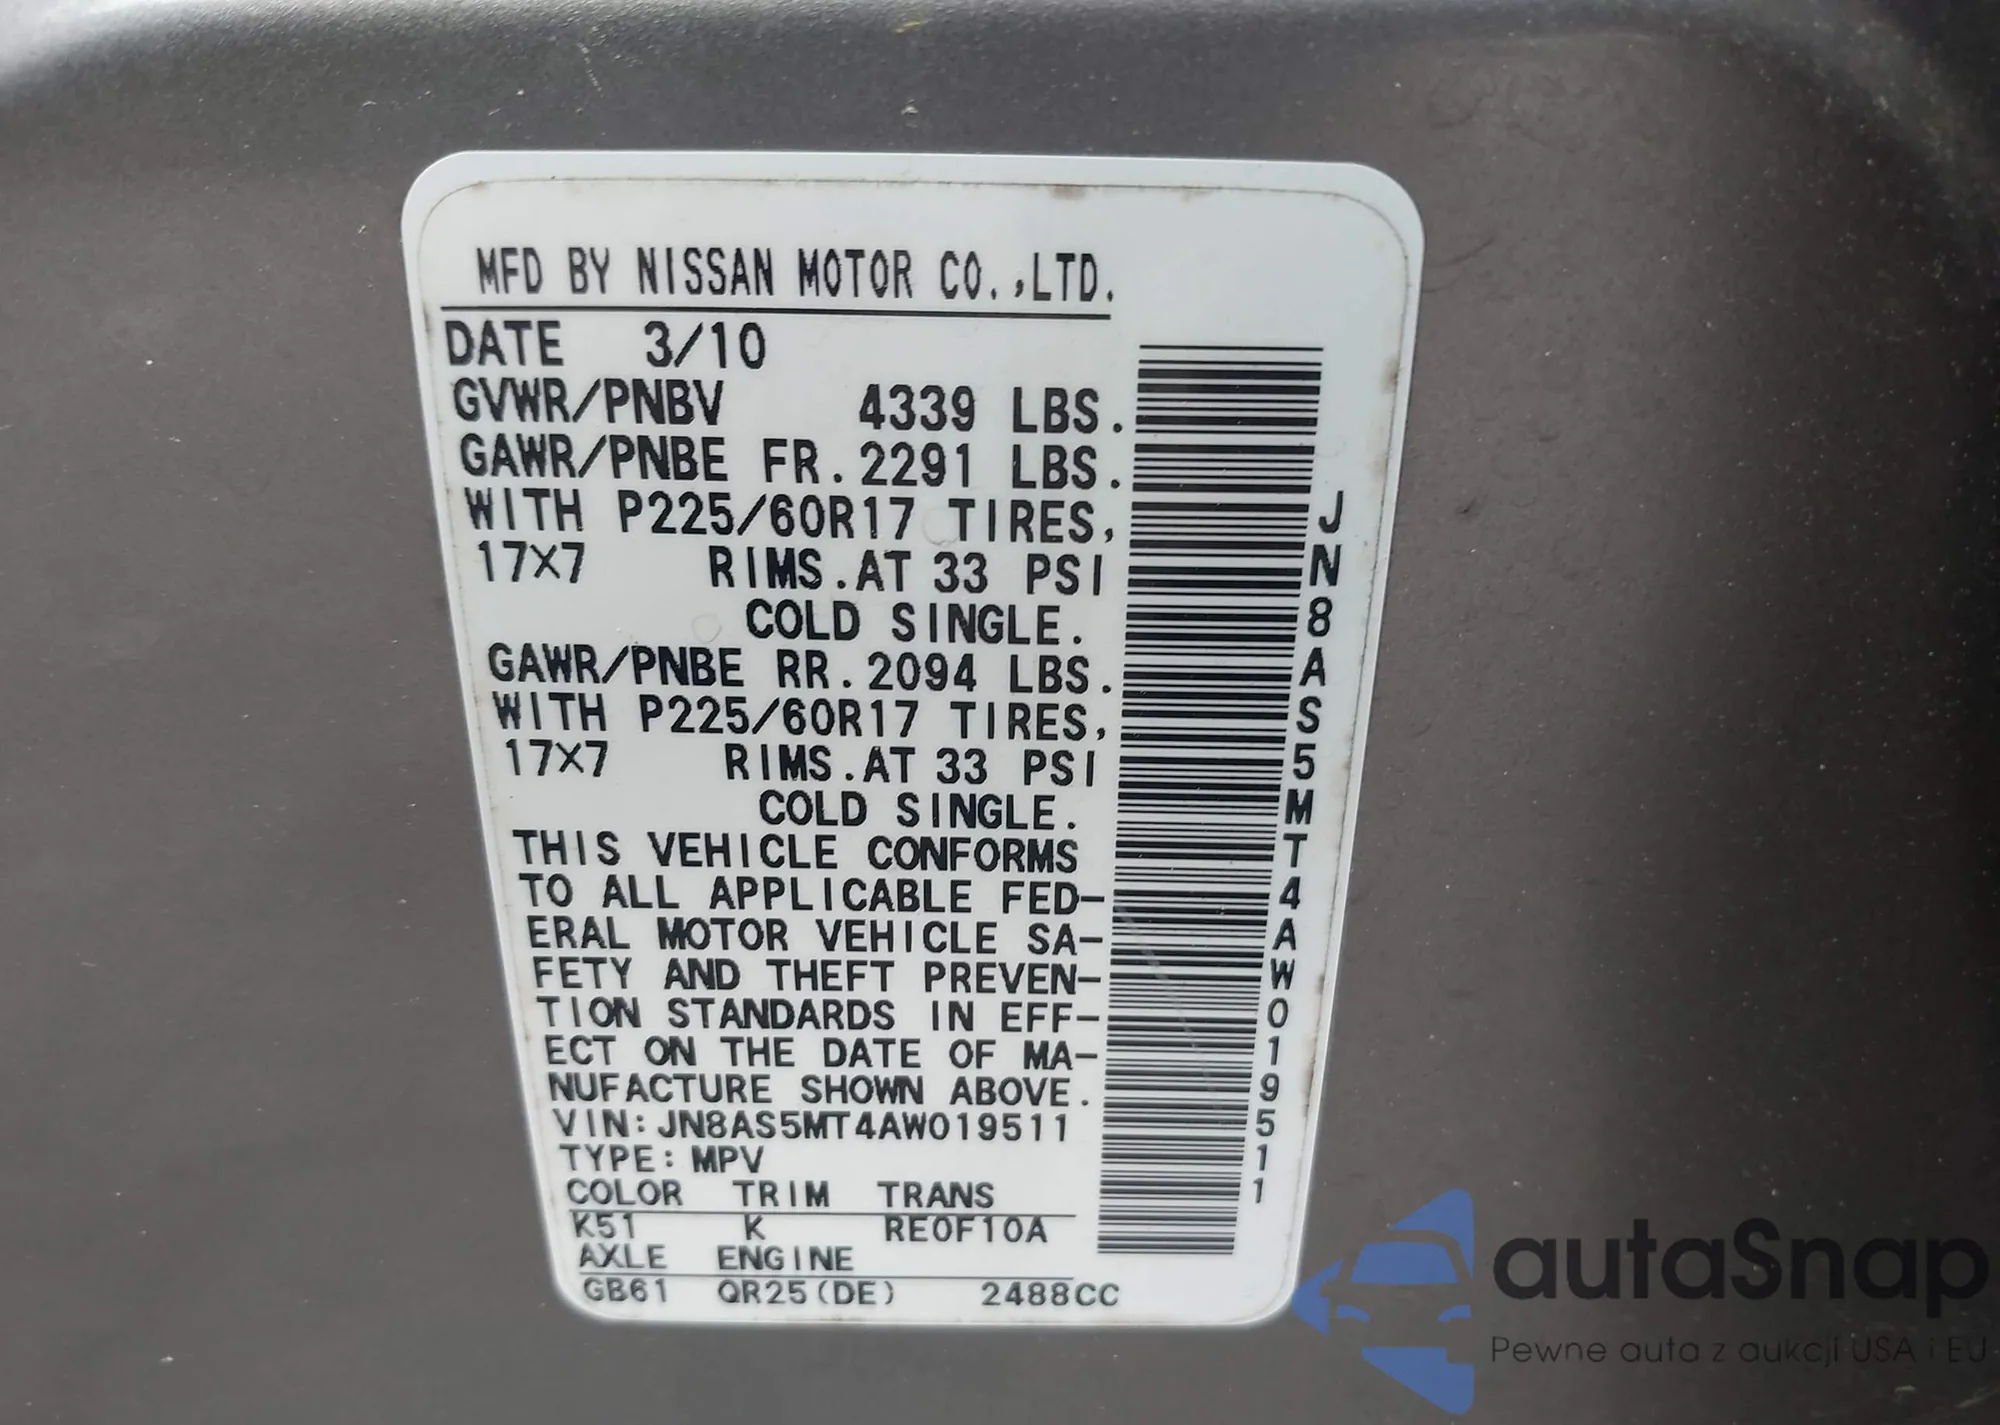 MFD BY NISSAN MOTOR CO.,LTD.
DATE 3/10
GVWR/PNBV 4339 LBS.
GAWR/PNBE FR.2291 LBS.
WITH P225/60R17 TIRES,
17X7 RIMS.AT 33 PSI
COLD SINGLE.
GAWR/PNBE RR.2094 LBS.
WITH P225/60R17 TIRES,
17X7 RIMS.AT 33 PSI
COLD SINGLE.
THIS VEHICLE CONFORMS
TO ALL APPLICABLE FED-
ERAL MOTOR VEHICLE SA-
FETY AND THEFT PREVEN-
TION STANDARDS IN EFF-
ECT ON THE DATE OF MA-
NUFACTURE SHOWN ABOVE.
VIN:JN8AS5MT4AW019511
TYPE:MPV
COLOR TRIM TRANS
K51 K RE0F10A
AXLE ENGINE
GB61 QR25(DE) 2488CC
JN8AS5MT4AW019511
autaSnap
Pewne auta z aukcji USA i EU